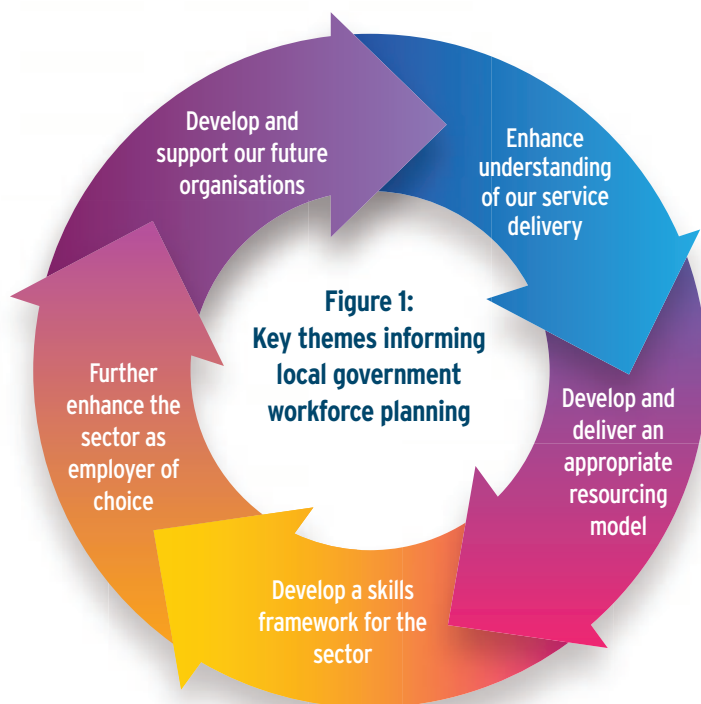 Figure 1:
Key themes informing
local government
workforce planning
Develop and
support our future
organisations
Enhance
understanding
of our service
delivery
Develop and
deliver an
appropriate
resourcing
model
Develop a skills
framework for the
sector
Further
enhance the
sector as
employer of
choice